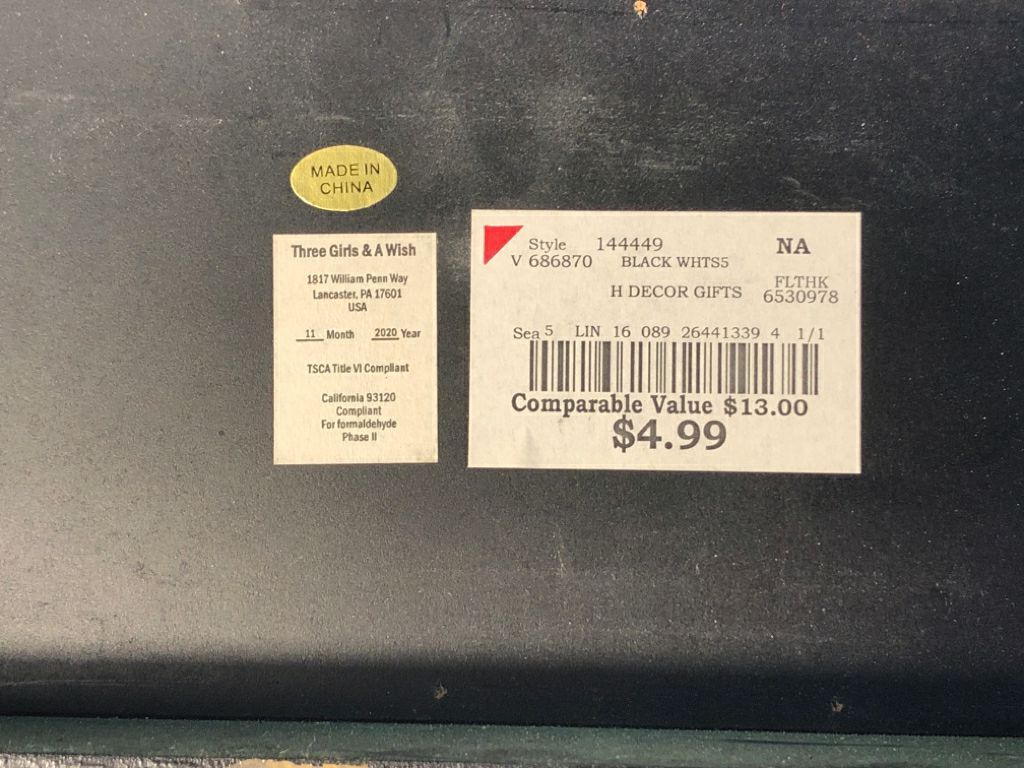 MADE IN
CHINA
Three Girls & A Wish
1817 William Penn Way
Lancaster, PA 17601
USA
11 Month 2020 Year
TSCA Title VI Compliant
California 93120
Compliant
For formaldehyde
Phase II
Style 144449 NA
V 686870 BLACK WHTS5
FLTHK
H DECOR GIFTS 6530978
Sea 5 LIN 16 089 26441339 4 1/1
Comparable Value $13.00
$4.99